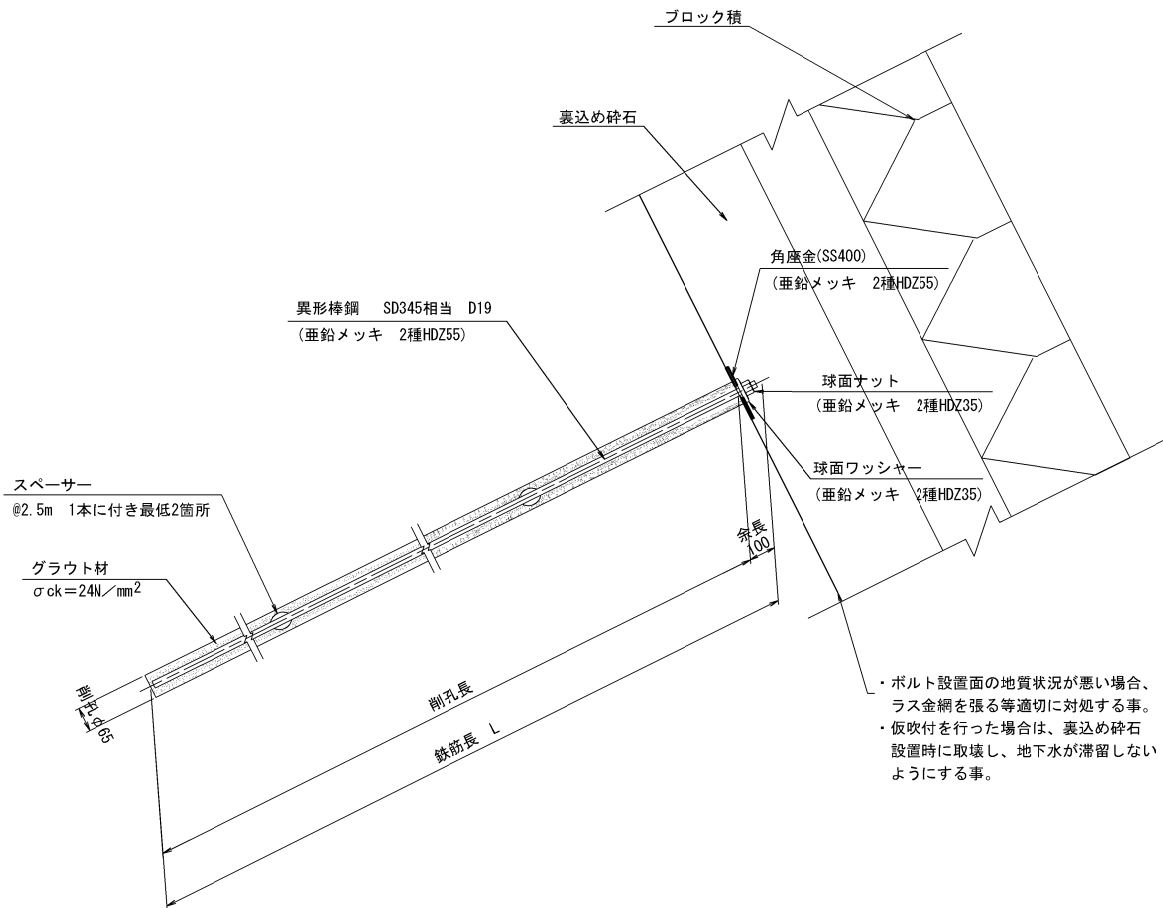 ブロック積
裏込め砕石
角座金(SS400)
(亜鉛メッキ　2種HDZ55)
異形棒鋼　SD345相当　D19
(亜鉛メッキ　2種HDZ55)
球面ナット
(亜鉛メッキ　2種HDZ35)
球面ワッシャー
(亜鉛メッキ　2種HDZ35)
スペーサー
@2.5m　1本に付き最低2箇所
余長
100
グラウト材
σck=24N/mm²
削孔φ65
削孔長
鉄筋長　L
・ボルト設置面の地質状況が悪い場合、
ラス金網を張る等適切に対処する事。
・仮吹付を行った場合は、裏込め砕石
設置時に取壊し、地下水が滞留しない
ようにする事。